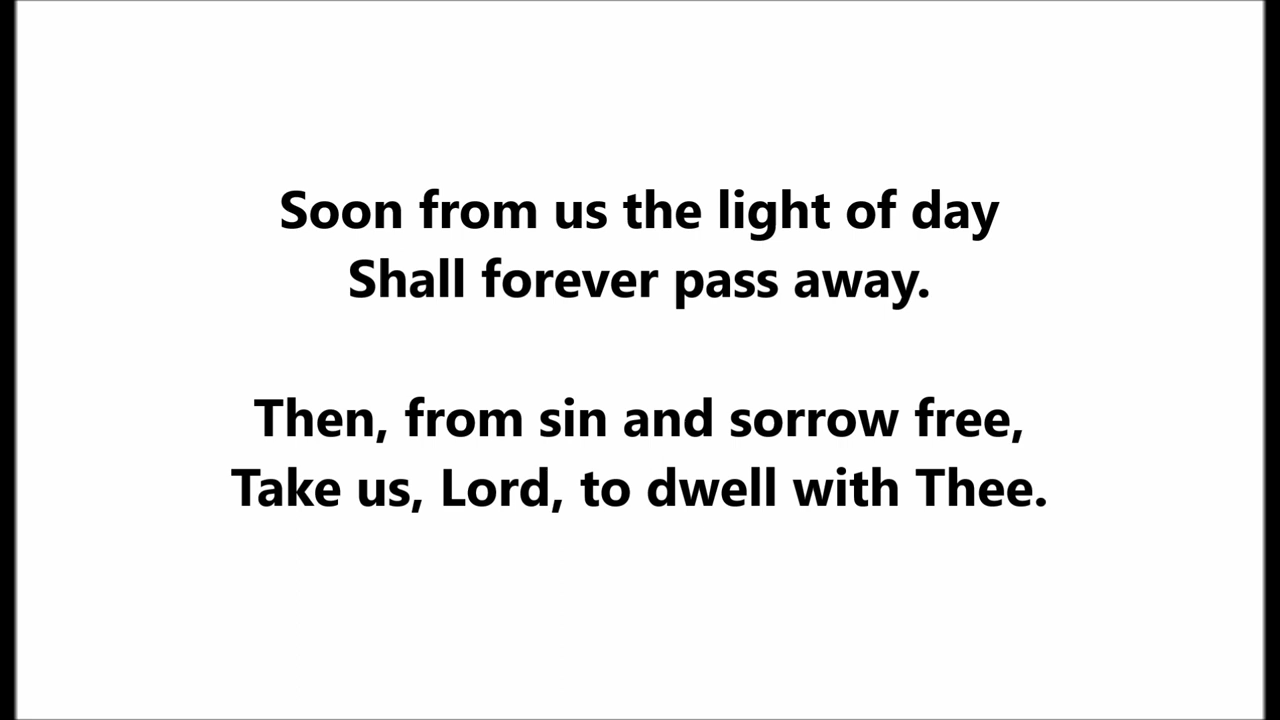 Soon from us the light of day
Shall forever pass away.
Then, from sin and sorrow free,
Take us, Lord, to dwell with Thee.